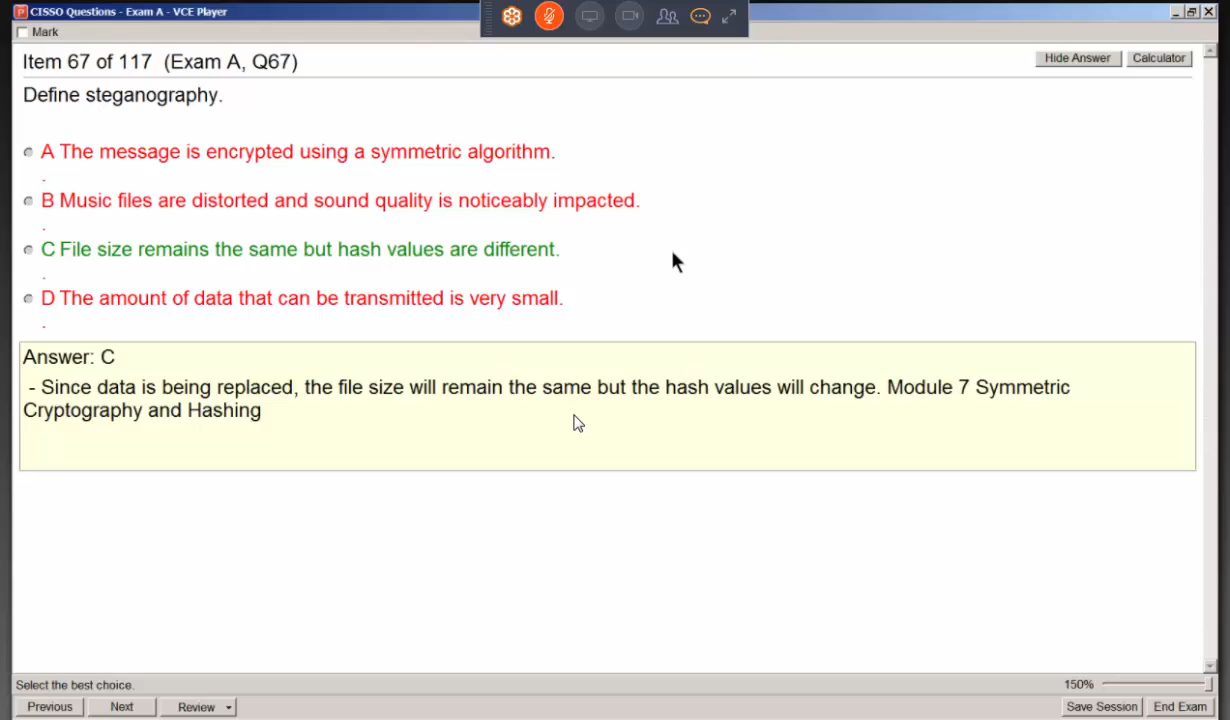 CISSO Questions - Exam A - VCE Player
Mark
Item 67 of 117 (Exam A, Q67)
Hide Answer
Calculator
Define steganography.
A The message is encrypted using a symmetric algorithm.
.
B Music files are distorted and sound quality is noticeably impacted.
.
C File size remains the same but hash values are different.
.
D The amount of data that can be transmitted is very small.
.
Answer: C
- Since data is being replaced, the file size will remain the same but the hash values will change. Module 7 Symmetric
Cryptography and Hashing
Select the best choice.
150%
Previous
Next
Review
Save Session
End Exam